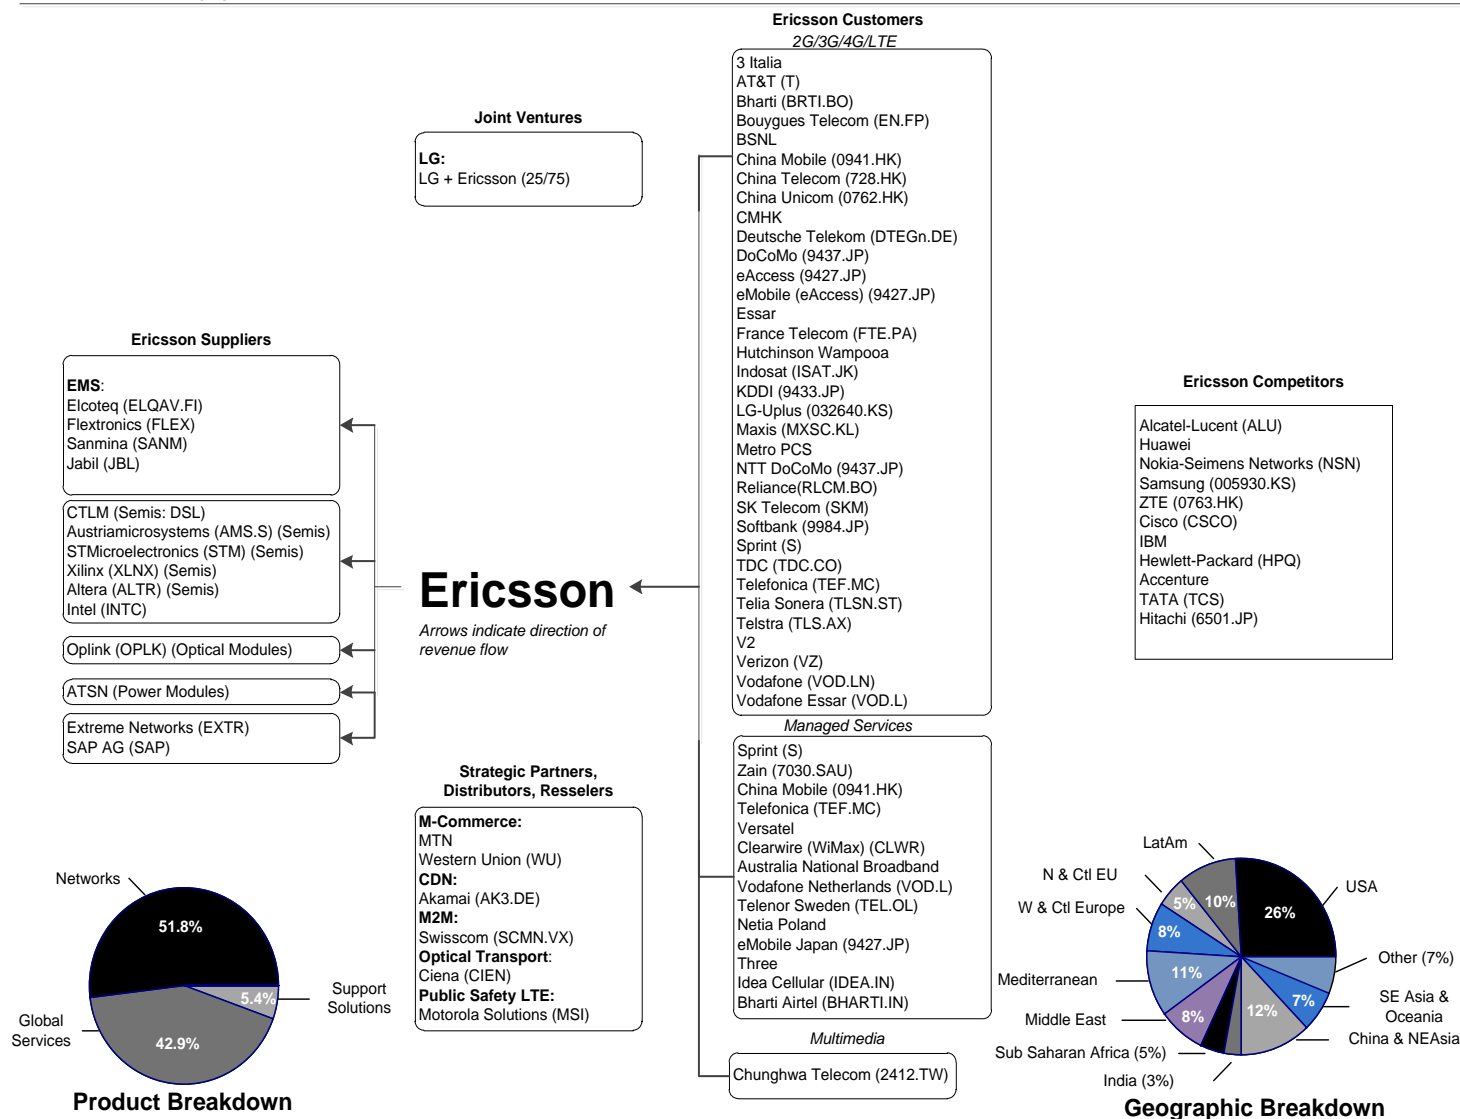 Ericsson Customers
2G/3G/4G/LTE
3 Italia
AT&T (T)
Bharti (BRTI.BO)
Bouygues Telecom (EN.FP)
BSNL
China Mobile (0941.HK)
China Telecom (728.HK)
China Unicom (0762.HK)
CMHK
Deutsche Telekom (DTEGn.DE)
DoCoMo (9437.JP)
eAccess (9427.JP)
eMobile (eAccess) (9427.JP)
Essar
France Telecom (FTE.PA)
Hutchinson Wampooa
Indosat (ISAT.JK)
KDDI (9433.JP)
LG-Uplus (032640.KS)
Maxis (MXSC.KL)
Metro PCS
NTT DoCoMo (9437.JP)
Reliance(RLCM.BO)
SK Telecom (SKM)
Softbank (9984.JP)
Sprint (S)
TDC (TDC.CO)
Telefonica (TEF.MC)
Telia Sonera (TLSN.ST)
Telstra (TLS.AX)
V2
Verizon (VZ)
Vodafone (VOD.LN)
Vodafone Essar (VOD.L)
Managed Services
Sprint (S)
Zain (7030.SAU)
China Mobile (0941.HK)
Telefonica (TEF.MC)
Versatel
Clearwire (WiMax) (CLWR)
Australia National Broadband
Vodafone Netherlands (VOD.L)
Telenor Sweden (TEL.OL)
Netia Poland
eMobile Japan (9427.JP)
Three
Idea Cellular (IDEA.IN)
Bharti Airtel (BHARTI.IN)
Multimedia
Chunghwa Telecom (2412.TW)
Joint Ventures
LG:
LG + Ericsson (25/75)
Ericsson Suppliers
EMS:
Elcoteq (ELQAV.FI)
Flextronics (FLEX)
Sanmina (SANM)
Jabil (JBL)
CTLM (Semis: DSL)
Austriamicrosystems (AMS.S) (Semis)
STMicroelectronics (STM) (Semis)
Xilinx (XLNX) (Semis)
Altera (ALTR) (Semis)
Intel (INTC)
Oplink (OPLK) (Optical Modules)
ATSN (Power Modules)
Extreme Networks (EXTR)
SAP AG (SAP)
Ericsson
Arrows indicate direction of
revenue flow
Ericsson Competitors
Alcatel-Lucent (ALU)
Huawei
Nokia-Seimens Networks (NSN)
Samsung (005930.KS)
ZTE (0763.HK)
Cisco (CSCO)
IBM
Hewlett-Packard (HPQ)
Accenture
TATA (TCS)
Hitachi (6501.JP)
Strategic Partners,
Distributors, Resselers
M-Commerce:
MTN
Western Union (WU)
CDN:
Akamai (AK3.DE)
M2M:
Swisscom (SCMN.VX)
Optical Transport:
Ciena (CIEN)
Public Safety LTE:
Motorola Solutions (MSI)
Networks
51.8%
Support
Solutions
5.4%
Global
Services
42.9%
Product Breakdown
LatAm
10%
N & Ctl EU
5%
USA
26%
W & Ctl Europe
8%
Other (7%)
Mediterranean
11%
SE Asia &
Oceania
7%
Middle East
8%
China & NEAsia
12%
Sub Saharan Africa (5%)
India (3%)
Geographic Breakdown